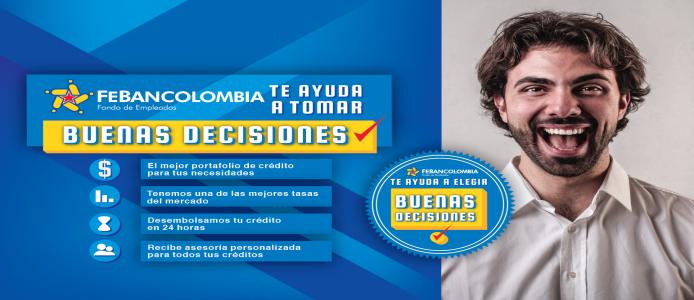 FEBANCOLOMBIA
Fondo de Empleados
TE AYUDA
A TOMAR
BUENAS DECISIONES
$ El mejor portafolio de crédito
para tus necesidades
Tenemos una de las mejores tasas
del mercado
Desembolsamos tu crédito
en 24 horas
Recibe asesoría personalizada
para todos tus créditos
FEBANCOLOMBIA
TE AYUDA A ELEGIR
BUENAS
DECISIONES